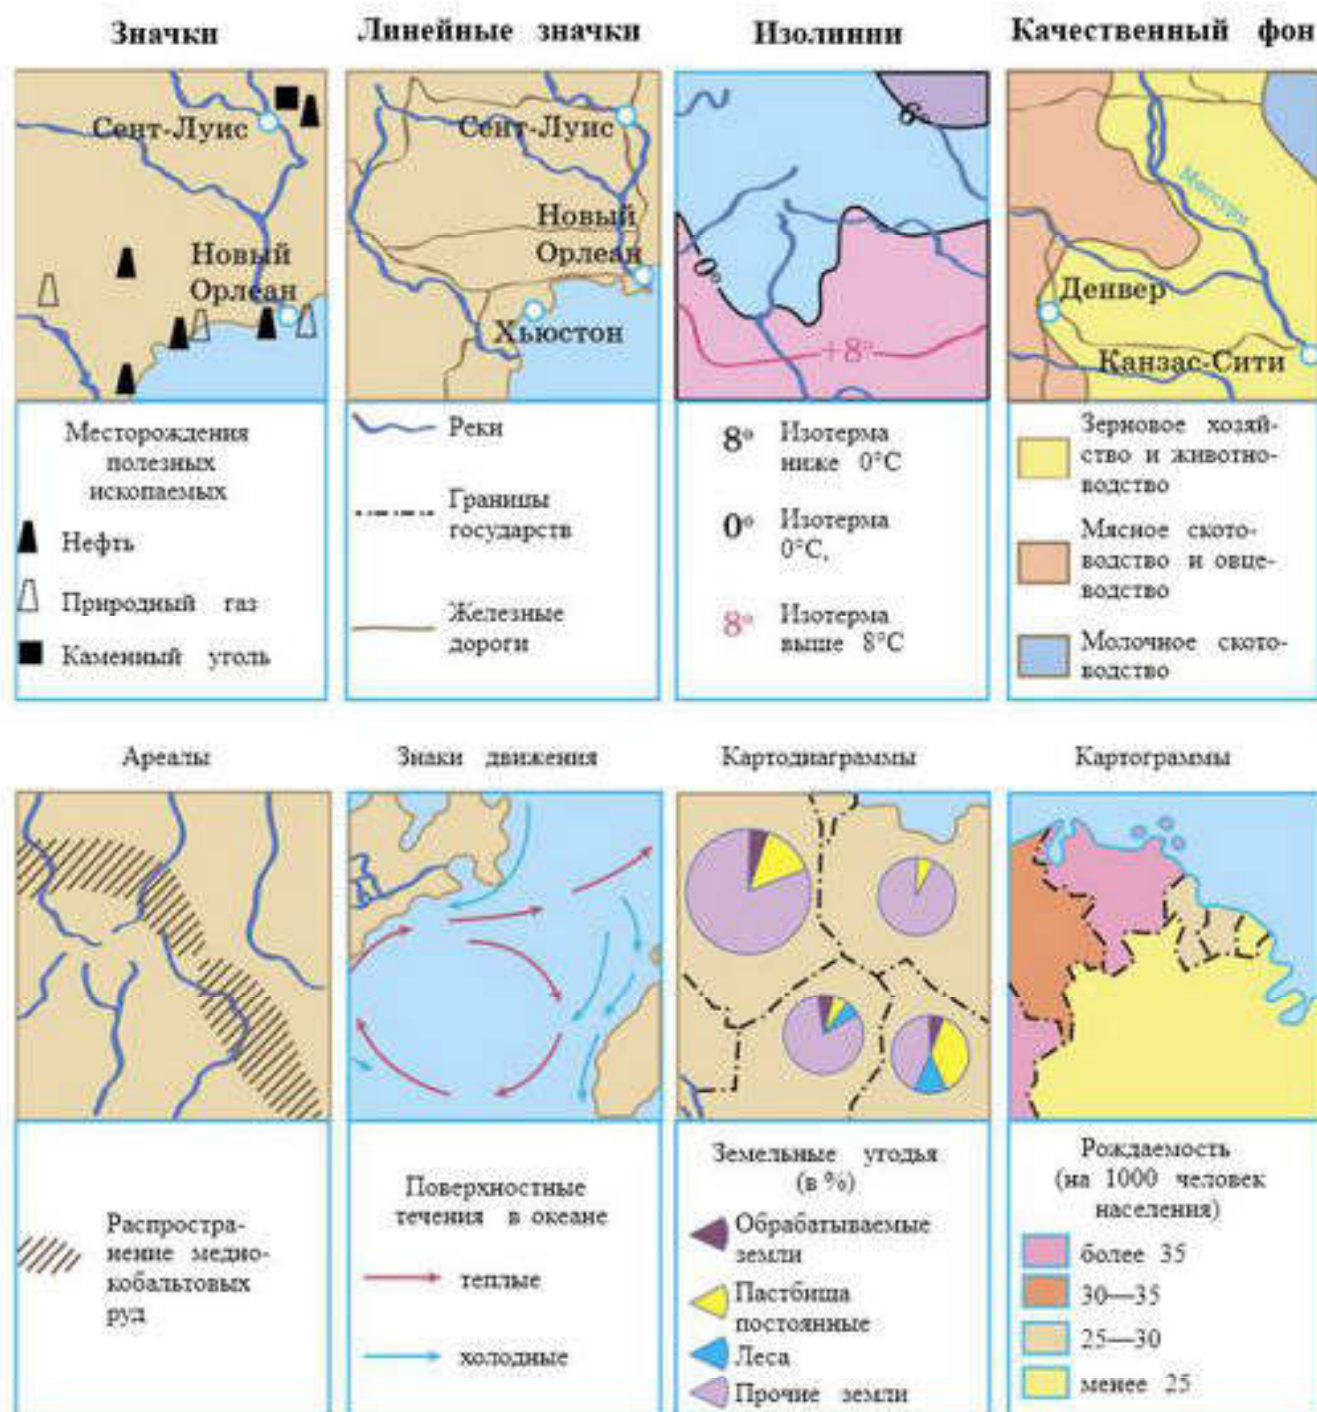 Значки
Линейные значки
Изолинии
Качественный фон
Сент-Луис
Новый
Орлеан
Месторождения
полезных
ископаемых
Нефть
Природный газ
Каменный уголь
Сент-Луис
Новый
Орлеан
Хьюстон
Реки
Границы
государств
Железные
дороги
0°
+8°
8° Изотерма
ниже 0°C
0° Изотерма
0°C,
8° Изотерма
выше 8°C
Миссури
Денвер
Канзас-Сити
Зерновое хозяй-
ство и животно-
водство
Мясное ското-
водство и овце-
водство
Молочное ското-
водство
Ареалы
Знаки движения
Картодиаграммы
Картограммы
Распростра-
нение медно-
кобальтовых
руд
Поверхностные
течения в океане
теплые
холодные
Земельные угодья
(в %)
Обрабатываемые
земли
Пастбиша
постоянные
Леса
Прочие земли
Рождаемость
(на 1000 человек
населения)
более 35
30—35
25—30
менее 25